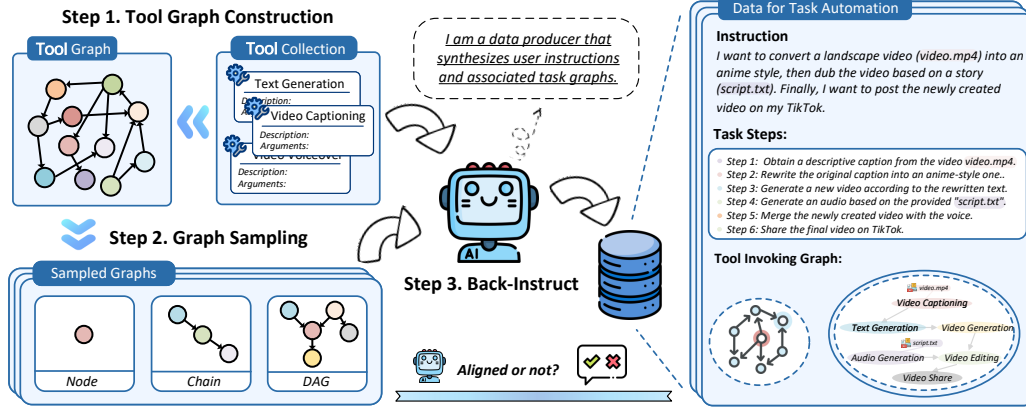 Step 1. Tool Graph Construction
Tool Graph
Tool Collection
Text Generation
Description:
Video Captioning
Description:
Arguments:
Video Voiceover
Description:
Arguments:
Step 2. Graph Sampling
Sampled Graphs
Node
Chain
DAG
I am a data producer that
synthesizes user instructions
and associated task graphs.
AI
Step 3. Back-Instruct
Aligned or not?
Data for Task Automation
Instruction
I want to convert a landscape video (video.mp4) into an
anime style, then dub the video based on a story
(script.txt). Finally, I want to post the newly created
video on my TikTok.
Task Steps:
Step 1: Obtain a descriptive caption from the video video.mp4.
Step 2: Rewrite the original caption into an anime-style one..
Step 3: Generate a new video according to the rewritten text.
Step 4: Generate an audio based on the provided "script.txt".
Step 5: Merge the newly created video with the voice.
Step 6: Share the final video on TikTok.
Tool Invoking Graph:
video.mp4
Video Captioning
Text Generation
Video Generation
script.txt
Audio Generation
Video Editing
Video Share